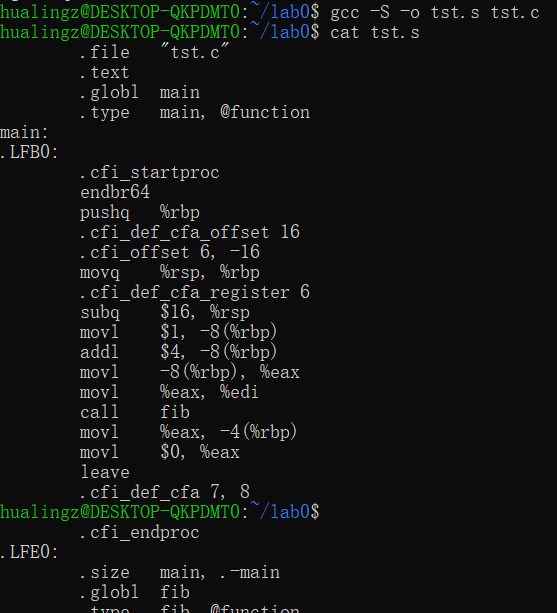 hualingz@DESKTOP-QKPDMT0:~/lab0$ gcc -S -o tst.s tst.c
hualingz@DESKTOP-QKPDMT0:~/lab0$ cat tst.s
.file "tst.c"
.text
.globl main
.type main, @function
main:
.LFB0:
.cfi_startproc
endbr64
pushq %rbp
.cfi_def_cfa_offset 16
.cfi_offset 6, -16
movq %rsp, %rbp
.cfi_def_cfa_register 6
subq $16, %rsp
movl $1, -8(%rbp)
addl $4, -8(%rbp)
movl -8(%rbp), %eax
movl %eax, %edi
call fib
movl %eax, -4(%rbp)
movl $0, %eax
leave
.cfi_def_cfa 7, 8
hualingz@DESKTOP-QKPDMT0:~/lab0$
.cfi_endproc
.LFE0:
.size main, .-main
.globl fib
.type fib, @function